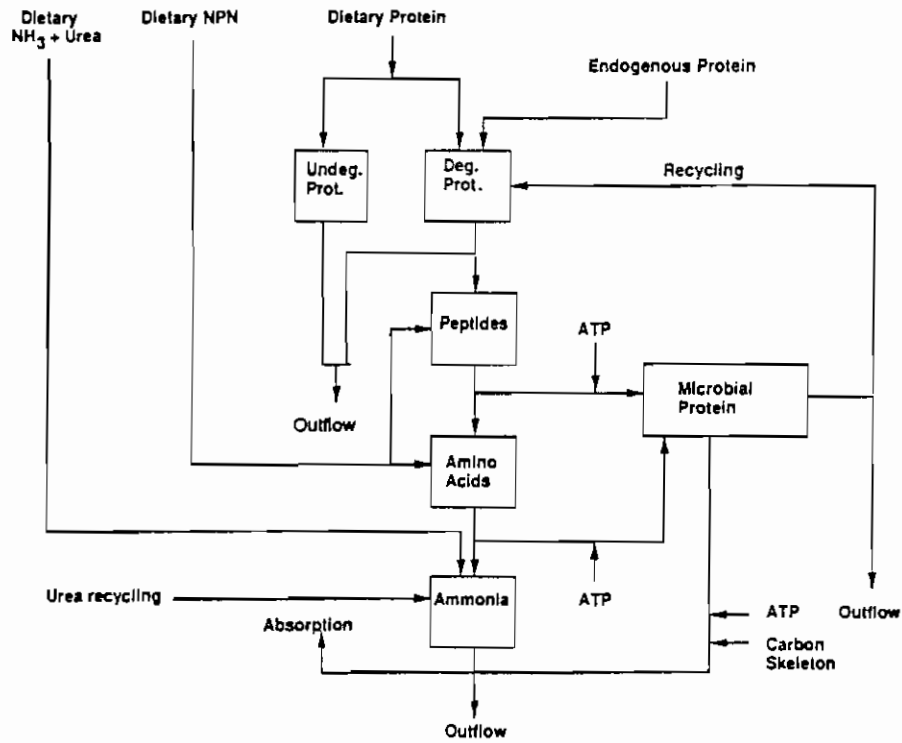 Dietary
NH3 + Urea
Dietary NPN
Dietary Protein
Endogenous Protein
Undeg.
Prot.
Deg.
Prot.
Recycling
Peptides
ATP
Microbial
Protein
Outflow
Amino
Acids
Urea recycling
Ammonia
ATP
Absorption
ATP
Outflow
Carbon
Skeleton
Outflow